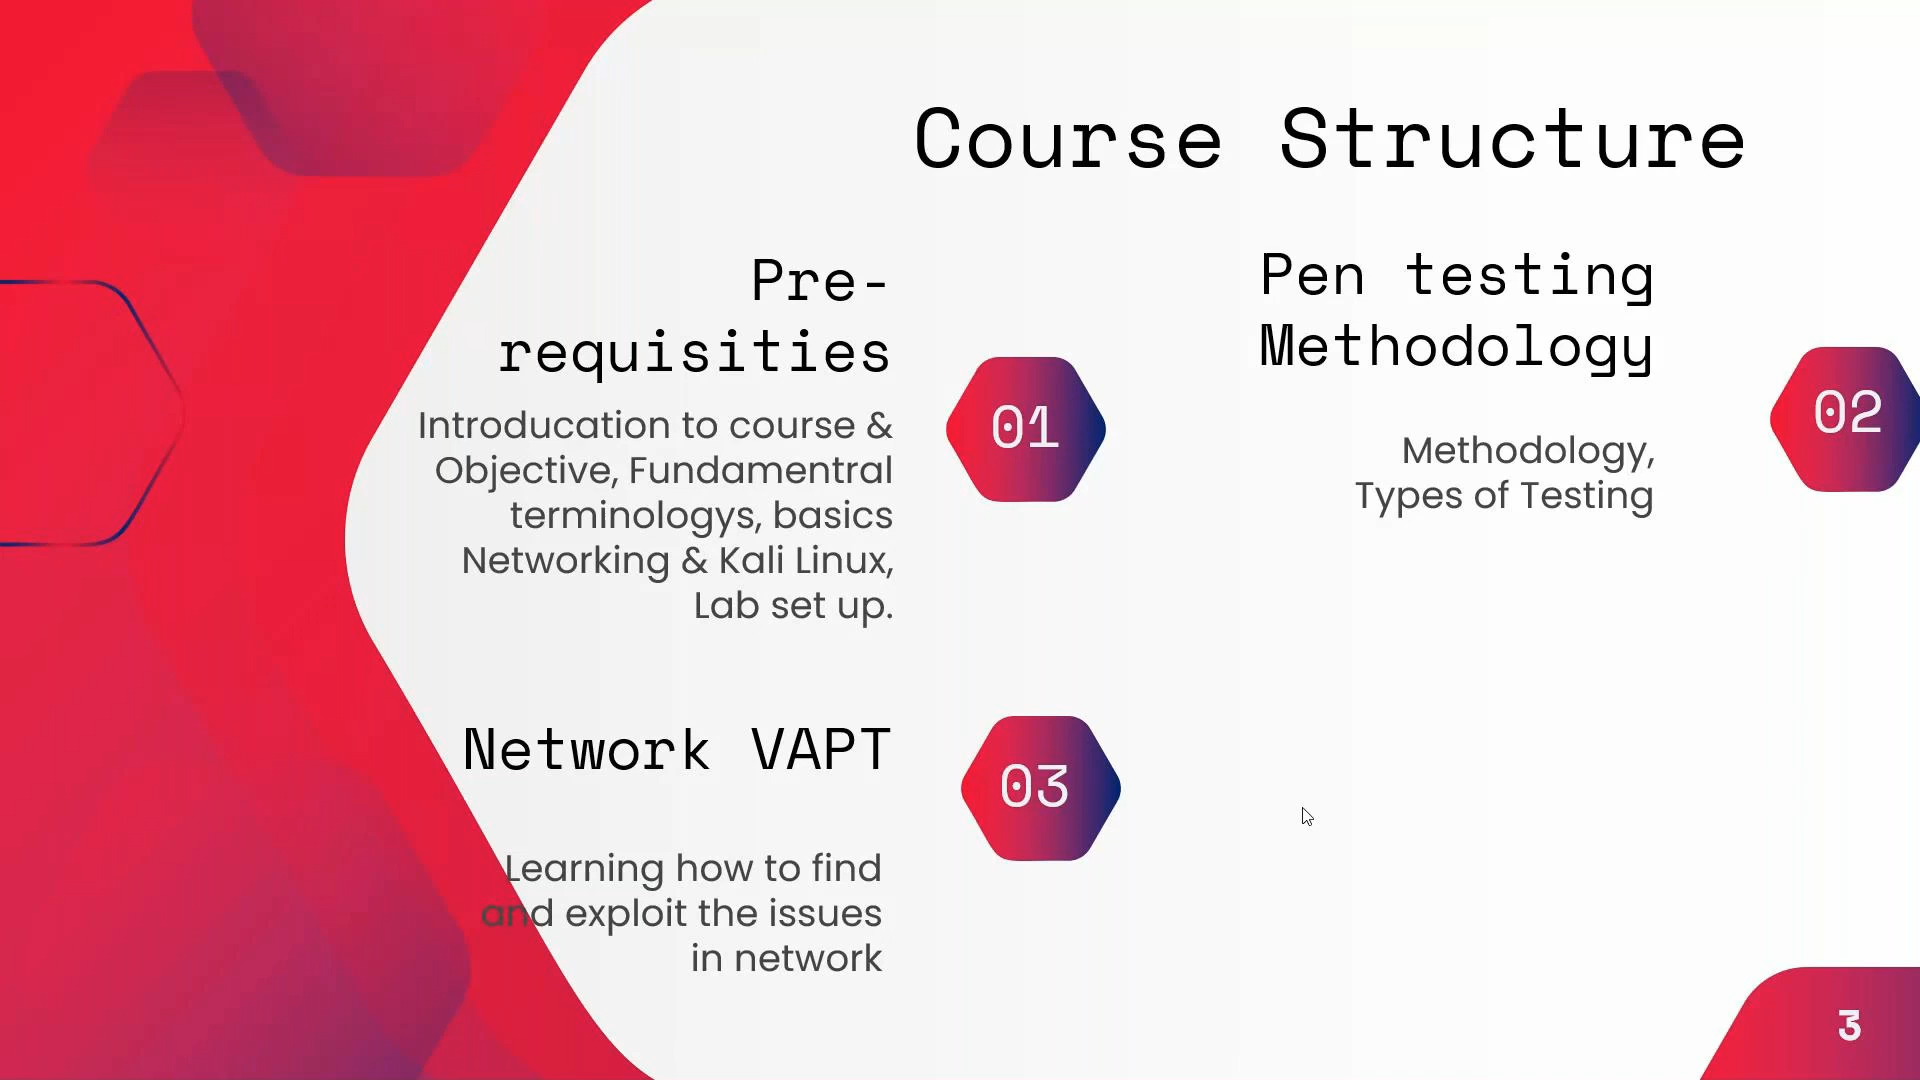 Course Structure
Pre-
requisities
Introducation to course &
Objective, Fundamentral
terminologys, basics
Networking & Kali Linux,
Lab set up.
01
Pen testing
Methodology
Methodology,
Types of Testing
02
Network VAPT
Learning how to find
and exploit the issues
in network
03
3